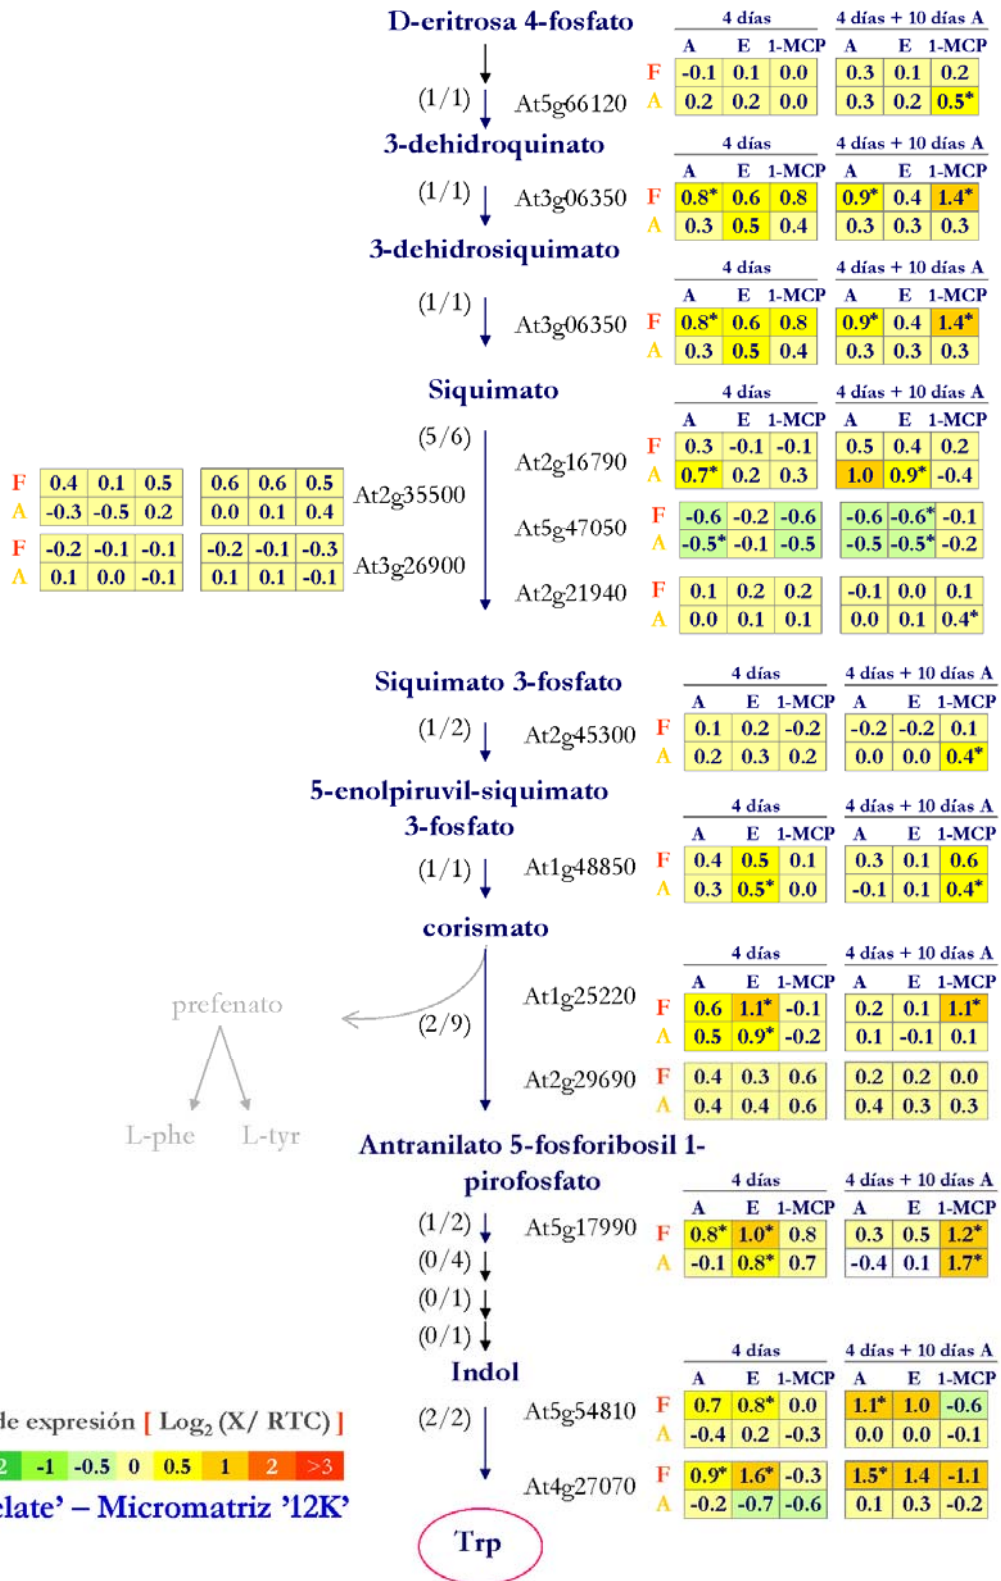 D-eritrosa 4-fosfato
4 días 4 días + 10 días A
A E 1-MCP A E 1-MCP
F -0.1 0.1 0.0 0.3 0.1 0.2
(1/1) At5g66120 A 0.2 0.2 0.0 0.3 0.2 0.5*
3-dehidroquinato
4 días 4 días + 10 días A
A E 1-MCP A E 1-MCP
(1/1) At3g06350 F 0.8* 0.6 0.8 0.9* 0.4 1.4*
A 0.3 0.5 0.4 0.3 0.3 0.3
3-dehidrosiquimato
4 días 4 días + 10 días A
A E 1-MCP A E 1-MCP
(1/1) At3g06350 F 0.8* 0.6 0.8 0.9* 0.4 1.4*
A 0.3 0.5 0.4 0.3 0.3 0.3
Siquimato
4 días 4 días + 10 días A
A E 1-MCP A E 1-MCP
(5/6) At2g16790 F 0.3 -0.1 -0.1 0.5 0.4 0.2
A 0.7* 0.2 0.3 1.0 0.9* -0.4
F 0.4 0.1 0.5 0.6 0.6 0.5 At2g35500
A -0.3 -0.5 0.2 0.0 0.1 0.4
At5g47050 F -0.6 -0.2 -0.6 -0.6 -0.6* -0.1
A -0.5* -0.1 -0.5 -0.5 -0.5* -0.2
F -0.2 -0.1 -0.1 -0.2 -0.1 -0.3 At3g26900
A 0.1 0.0 -0.1 0.1 0.1 -0.1
At2g21940 F 0.1 0.2 0.2 -0.1 0.0 0.1
A 0.0 0.1 0.1 0.0 0.1 0.4*
Siquimato 3-fosfato
4 días 4 días + 10 días A
A E 1-MCP A E 1-MCP
(1/2) At2g45300 F 0.1 0.2 -0.2 -0.2 -0.2 0.1
A 0.2 0.3 0.2 0.0 0.0 0.4*
5-enolpiruvil-siquimato
3-fosfato
4 días 4 días + 10 días A
A E 1-MCP A E 1-MCP
(1/1) At1g48850 F 0.4 0.5 0.1 0.3 0.1 0.6
A 0.3 0.5* 0.0 -0.1 0.1 0.4*
corismato
4 días 4 días + 10 días A
A E 1-MCP A E 1-MCP
prefenato (2/9) At1g25220 F 0.6 1.1* -0.1 0.2 0.1 1.1*
A 0.5 0.9* -0.2 0.1 -0.1 0.1
At2g29690 F 0.4 0.3 0.6 0.2 0.2 0.0
A 0.4 0.4 0.6 0.4 0.3 0.3
L-phe L-tyr
Antranilato 5-fosforibosil 1-
pirofosfato
4 días 4 días + 10 días A
A E 1-MCP A E 1-MCP
(1/2) At5g17990 F 0.8* 1.0* 0.8 0.3 0.5 1.2*
(0/4) A -0.1 0.8* 0.7 -0.4 0.1 1.7*
(0/1)
(0/1)
Indol
4 días 4 días + 10 días A
A E 1-MCP A E 1-MCP
(2/2) At5g54810 F 0.7 0.8* 0.0 1.1* 1.0 -0.6
A -0.4 0.2 -0.3 0.0 0.0 -0.1
At4g27070 F 0.9* 1.6* -0.3 1.5* 1.4 -1.1
A -0.2 -0.7 -0.6 0.1 0.3 -0.2
de expresión [ Log2 (X/ RTC) ]
2 -1 -0.5 0 0.5 1 2 >3
elate’ – Micromatriz ’12K’
Trp